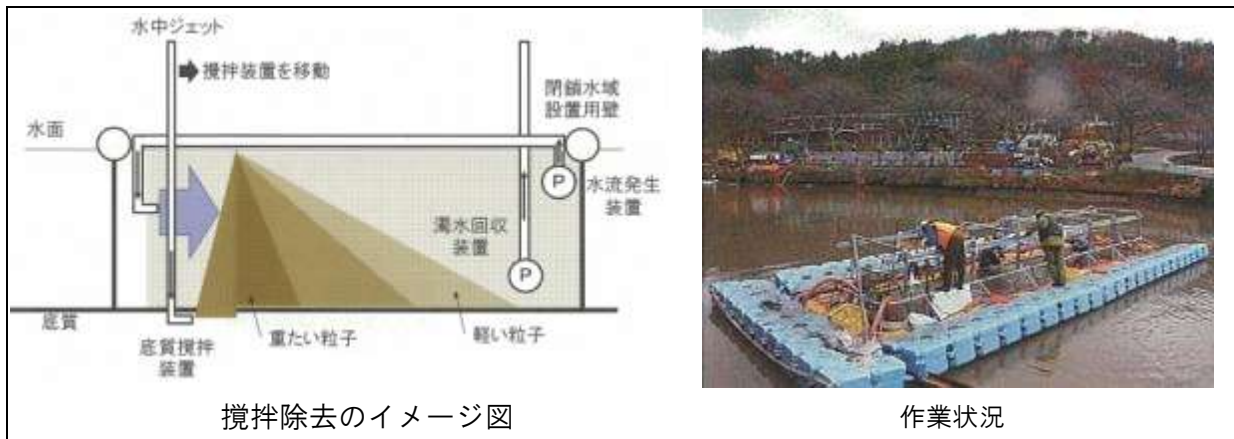 水中ジェット
攪拌装置を移動
閉鎖水域
設置用壁
水面
P
水流発生
装置
濁水回収
装置
P
底質
重たい粒子
軽い粒子
底質攪拌
装置
攪拌除去のイメージ図
作業状況